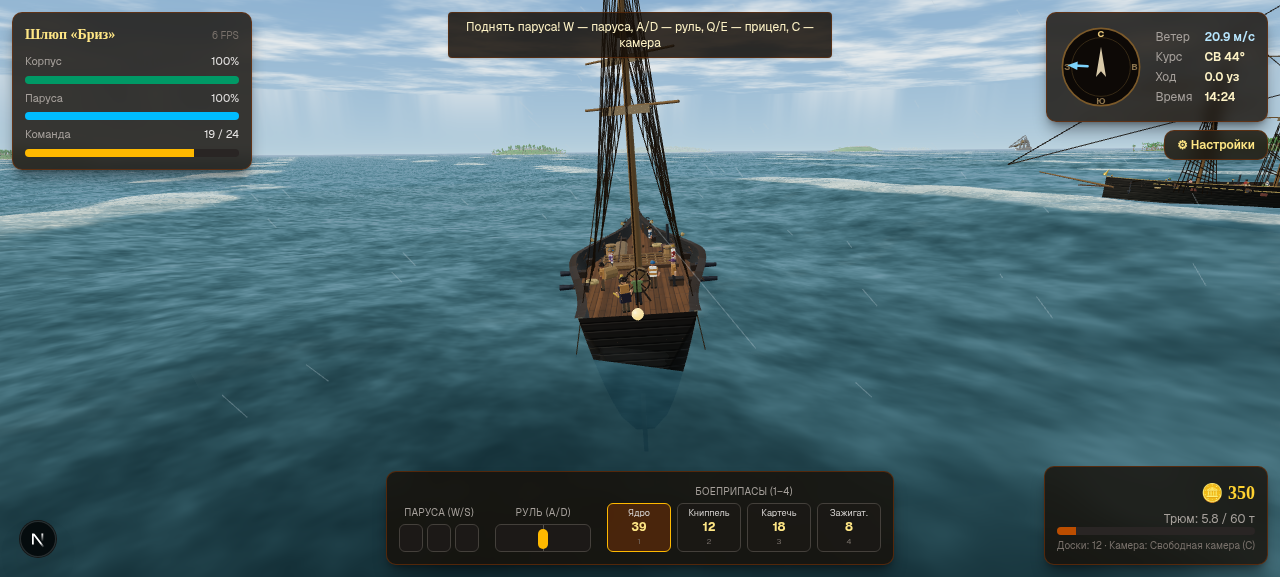 Шлюп «Бриз»
6 FPS
Корпус
100%
Паруса
100%
Команда
19 / 24
Поднять паруса! W — паруса, A/D — руль, Q/E — прицел, C —
камера
С
З
В
Ю
Ветер
20.9 м/с
Курс
СВ 44°
Ход
0.0 уз
Время
14:24
⚙ Настройки
ПАРУСА (W/S)
РУЛЬ (A/D)
БОЕПРИПАСЫ (1–4)
Ядро
39
1
Книппель
12
2
Картечь
18
3
Зажигат.
8
4
350
Трюм: 5.8 / 60 т
Доски: 12 · Камера: Свободная камера (C)
N